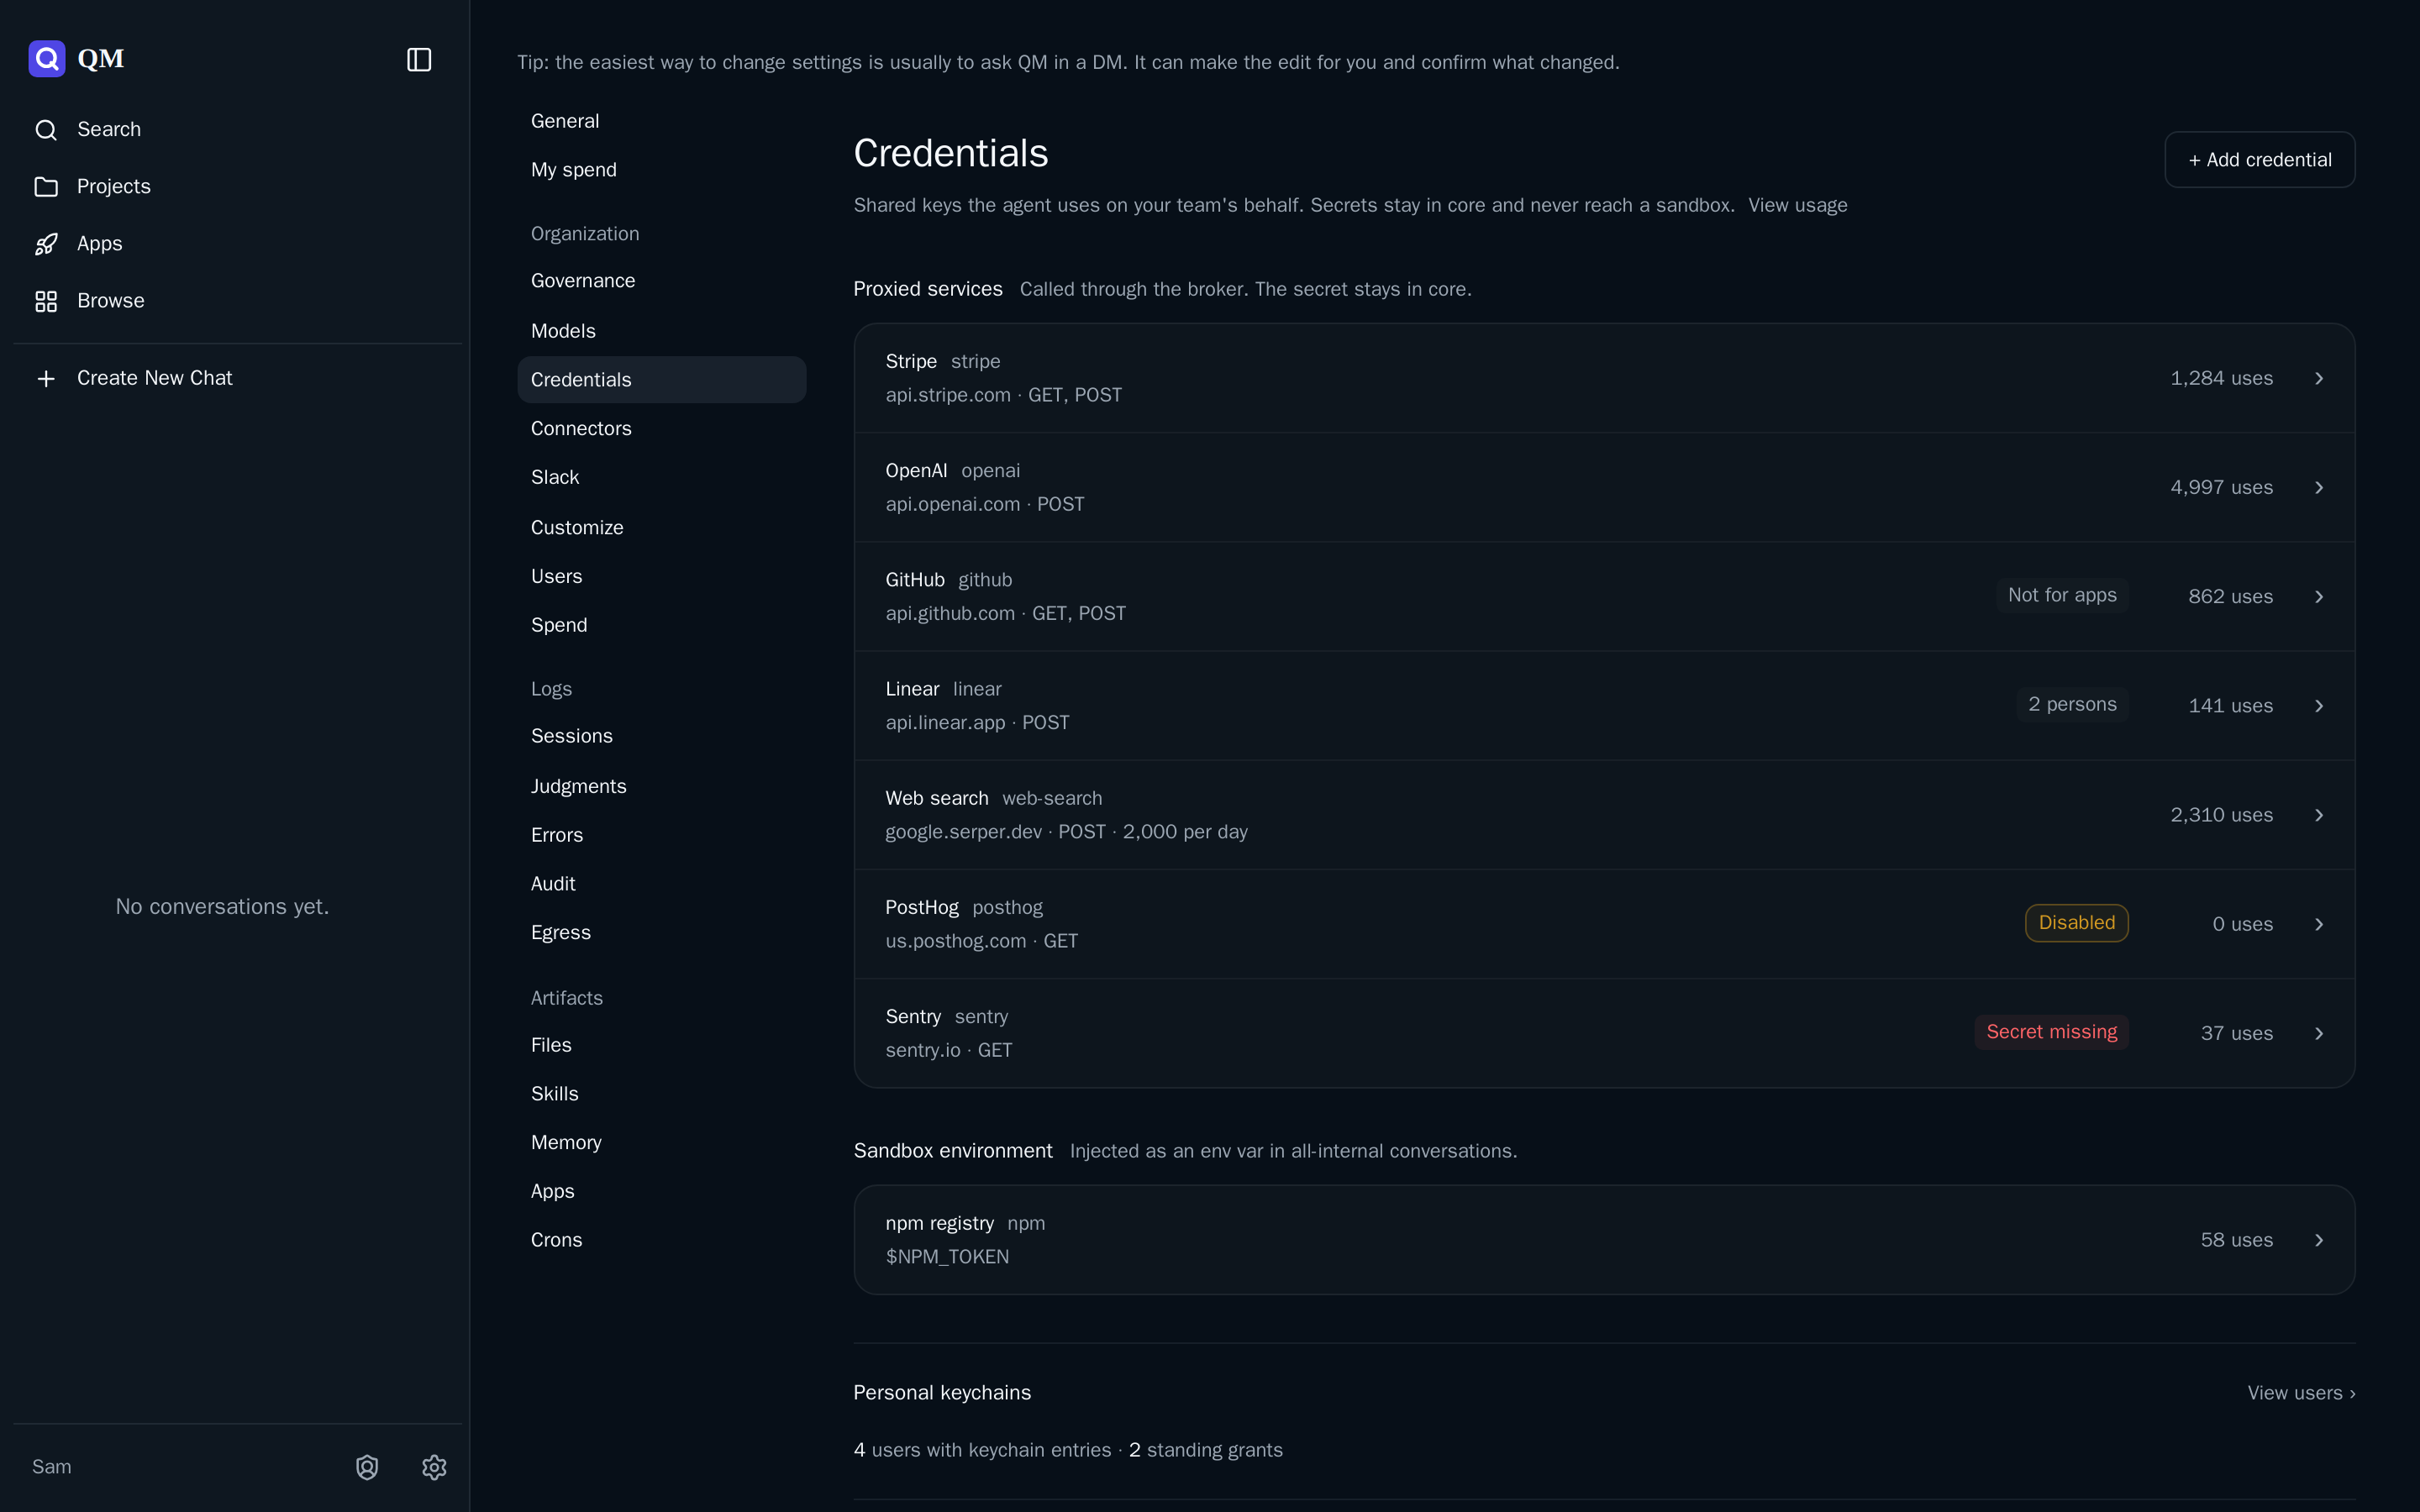 QM
Search
Projects
Apps
Browse
Create New Chat
No conversations yet.
Sam
Tip: the easiest way to change settings is usually to ask QM in a DM. It can make the edit for you and confirm what changed.
General
My spend
Organization
Governance
Models
Credentials
Connectors
Slack
Customize
Users
Spend
Logs
Sessions
Judgments
Errors
Audit
Egress
Artifacts
Files
Skills
Memory
Apps
Crons
Credentials
+ Add credential
Shared keys the agent uses on your team's behalf. Secrets stay in core and never reach a sandbox. View usage
Proxied services Called through the broker. The secret stays in core.
Stripe stripe
api.stripe.com · GET, POST
1,284 uses
OpenAI openai
api.openai.com · POST
4,997 uses
GitHub github
api.github.com · GET, POST
Not for apps 862 uses
Linear linear
api.linear.app · POST
2 persons 141 uses
Web search web-search
google.serper.dev · POST · 2,000 per day
2,310 uses
PostHog posthog
us.posthog.com · GET
Disabled 0 uses
Sentry sentry
sentry.io · GET
Secret missing 37 uses
Sandbox environment Injected as an env var in all-internal conversations.
npm registry npm
$NPM_TOKEN
58 uses
Personal keychains
View users ›
4 users with keychain entries · 2 standing grants